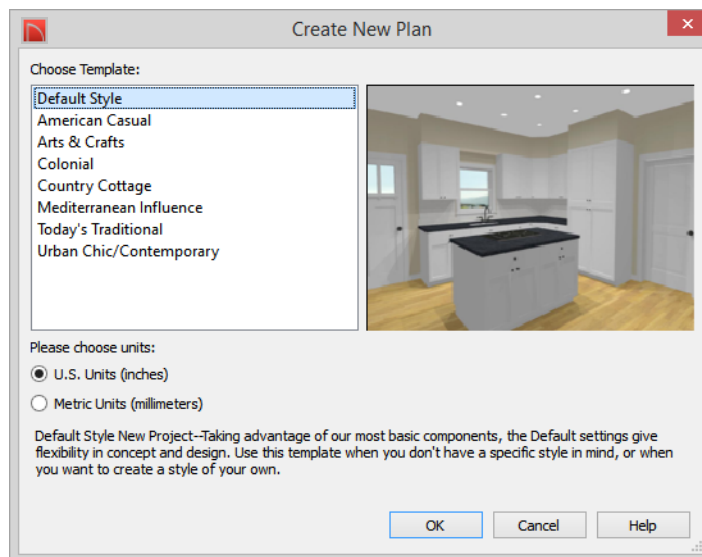 Create New Plan
Choose Template:
Default Style
American Casual
Arts & Crafts
Colonial
Country Cottage
Mediterranean Influence
Today's Traditional
Urban Chic/Contemporary
Please choose units:
U.S. Units (inches)
Metric Units (millimeters)
Default Style New Project--Taking advantage of our most basic components, the Default settings give
flexibility in concept and design. Use this template when you don't have a specific style in mind, or when
you want to create a style of your own.
OK Cancel Help